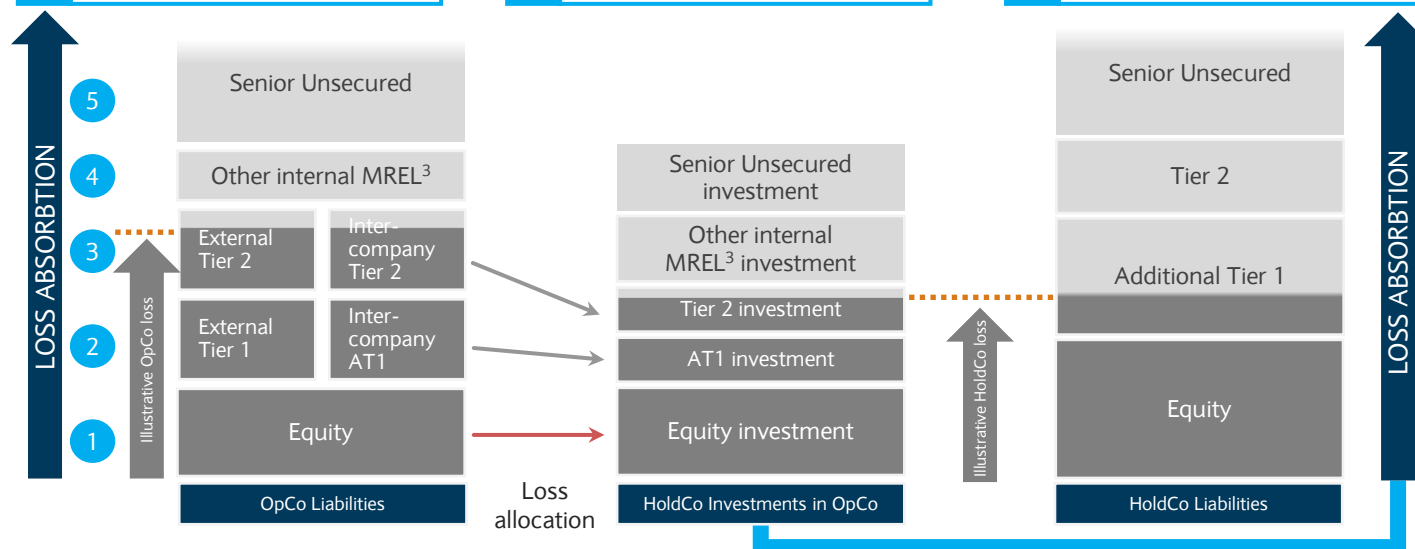 LOSS ABSORBTION
5
4
3
2
1
Illustrative OpCo loss
Senior Unsecured
Other internal MREL³
External
Tier 2
Inter-
company
Tier 2
External
Tier 1
Inter-
company
AT1
Equity
OpCo Liabilities
Loss
allocation
Senior Unsecured
investment
Other internal
MREL³ investment
Tier 2 investment
AT1 investment
Equity investment
HoldCo Investments in OpCo
Illustrative HoldCo loss
Senior Unsecured
Tier 2
Additional Tier 1
Equity
HoldCo Liabilities
LOSS ABSORBTION